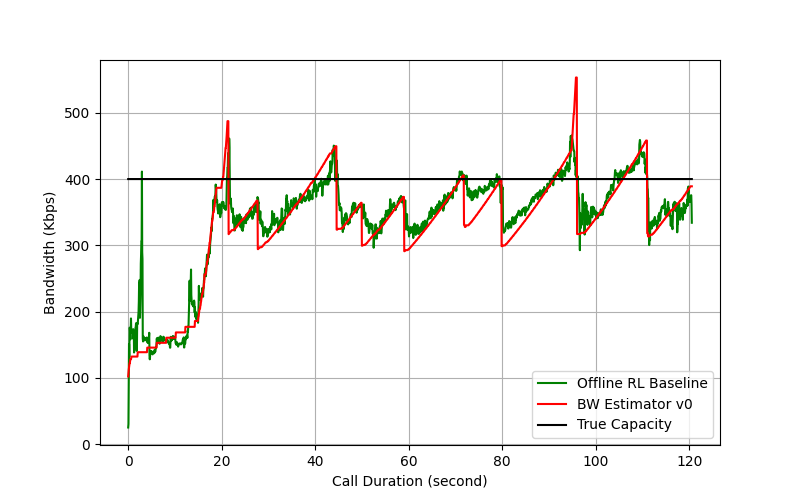 500
400
300
200
100
0
Bandwidth (Kbps)
0 20 40 60 80 100 120
Call Duration (second)
Offline RL Baseline
BW Estimator v0
True Capacity